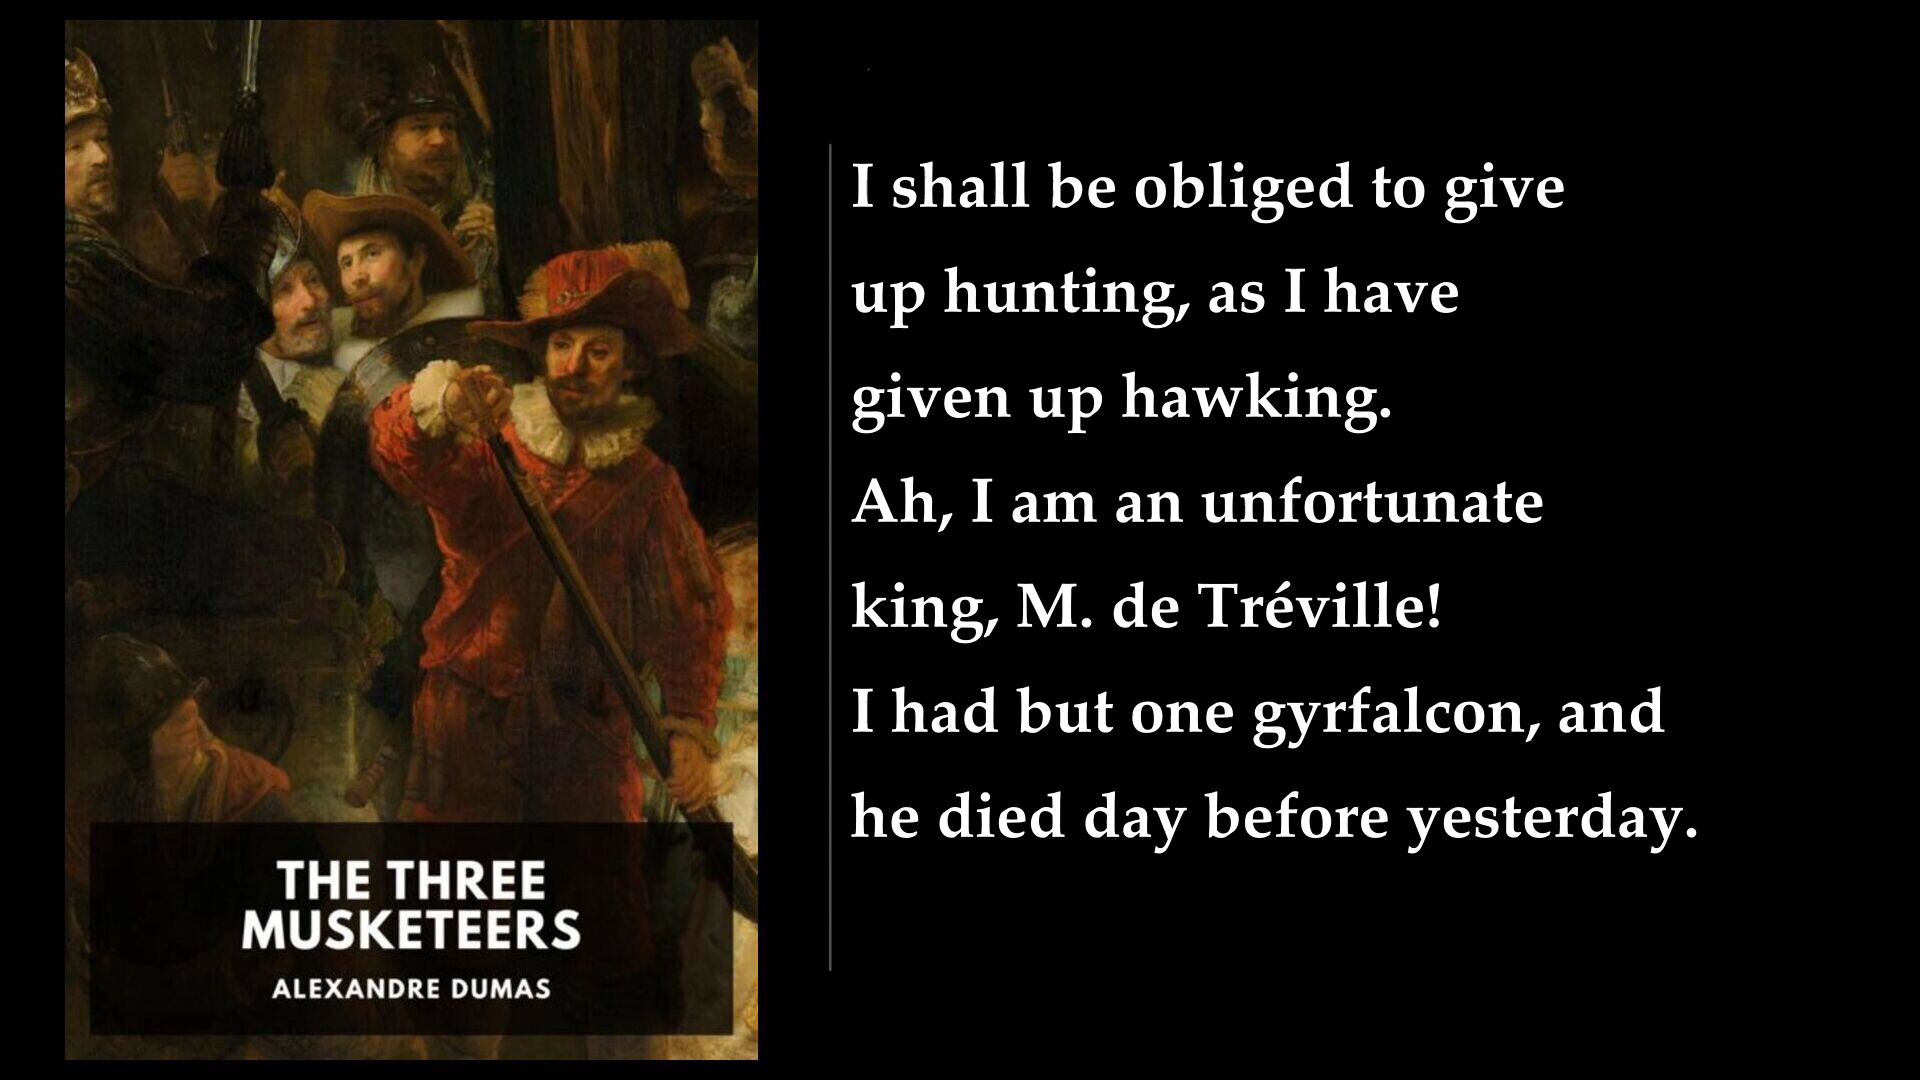 THE THREE
MUSKETEERS
ALEXANDRE DUMAS
I shall be obliged to give
up hunting, as I have
given up hawking.
Ah, I am an unfortunate
king, M. de Tréville!
I had but one gyrfalcon, and
he died day before yesterday.